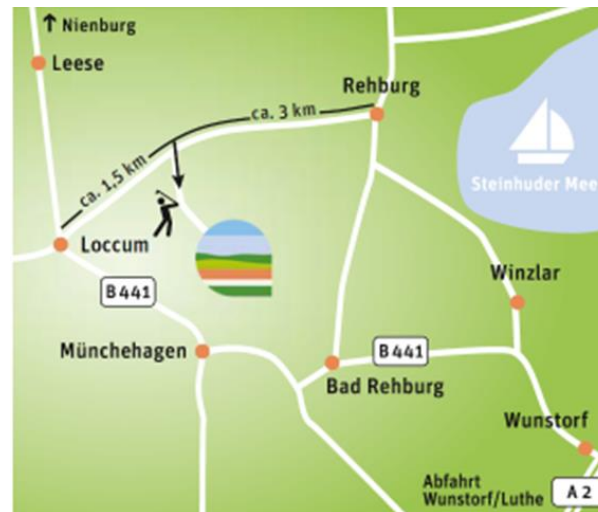 ↑ Nienburg
Leese
Rehburg
ca. 3 km
ca. 1,5 km
Steinhuder Mee
Loccum
Winzlar
B 441
Münchehagen
B 441
Bad Rehburg
Wunstorf
Abfahrt
Wunstorf/Luthe
A 2